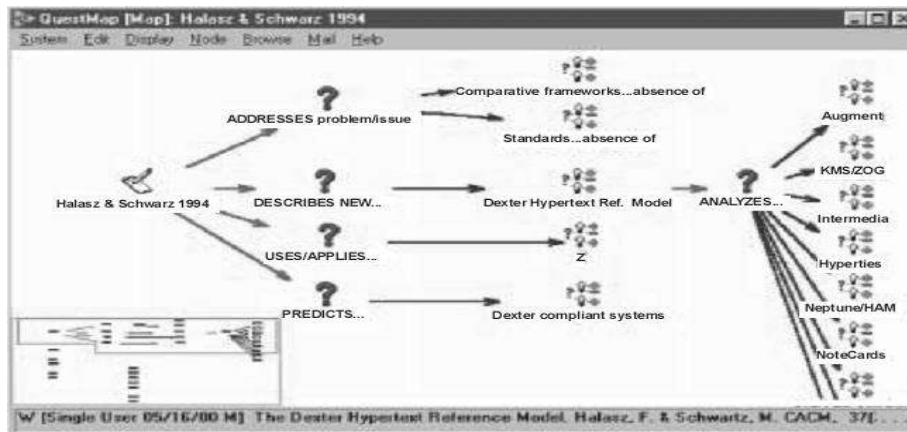 QuestMap [Map]: Halasz & Schwarz 1994
System Edit Display Node Browse Mail Help
Comparative frameworks...absence of
ADDRESSES problem/issue
Augment
Standards...absence of
KMS/ZOG
Halasz & Schwarz 1994
DESCRIBES NEW...
Dexter Hypertext Ref. Model
ANALYZES...
Intermedia
USES/APPLIES...
Z
Hyperties
PREDICTS...
Dexter compliant systems
Neptune/HAM
NoteCards
W [Single User 05/16/00 M] The Dexter Hypertext Reference Model. Halasz, F. & Schwartz, M. CACM, 37[. . .